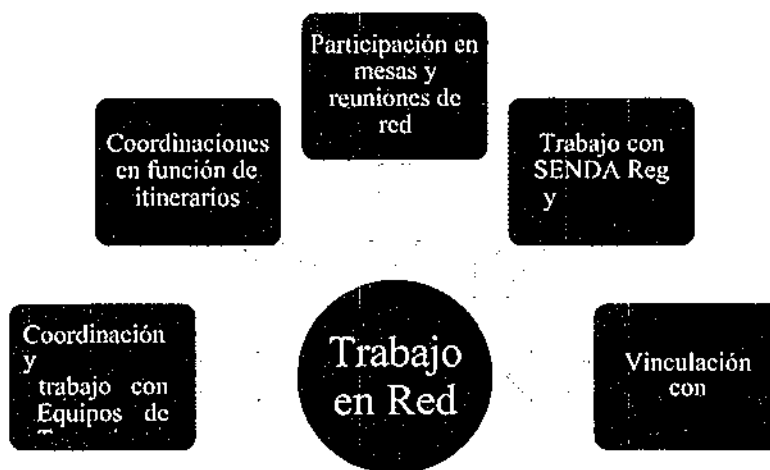 Participación en
mesas y
reuniones de
red
Coordinaciones
en función de
itinerarios
Trabajo con
SENDA Reg
y
Coordinación
y
trabajo con
Equipos de
Trabajo
en Red
Vinculación
con